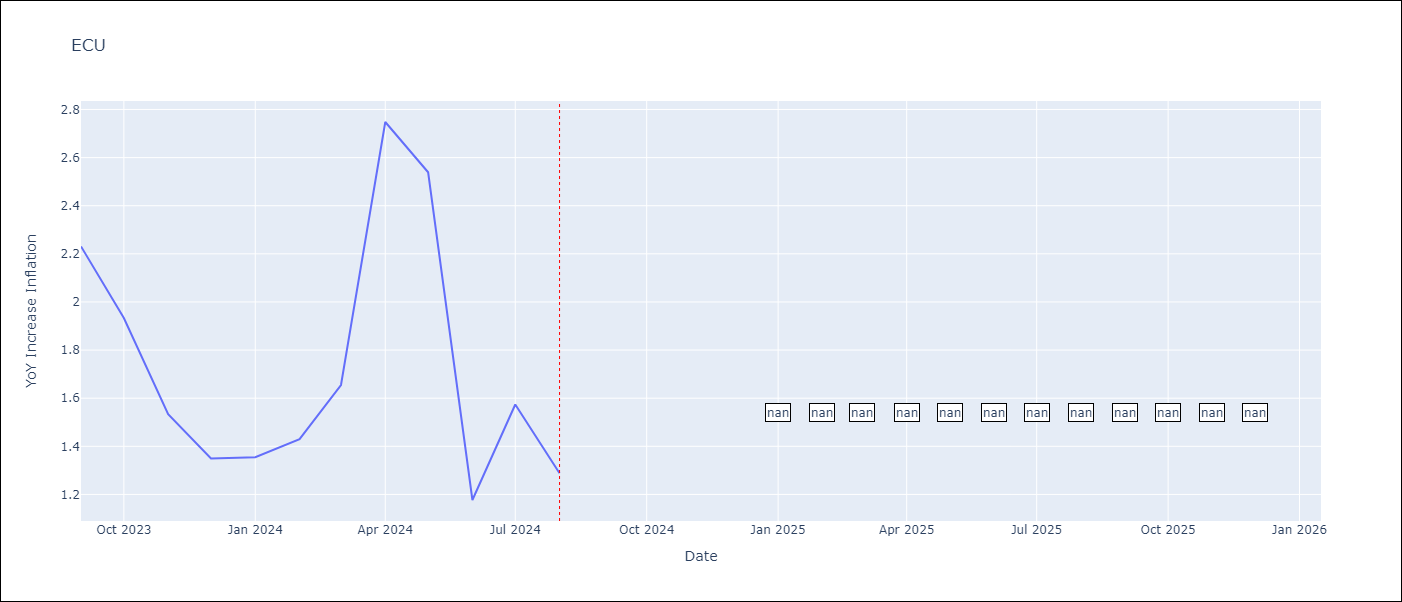 ECU
YoY Increase Inflation
2.8
2.6
2.4
2.2
2
1.8
1.6
1.4
1.2
nan nan nan nan nan nan nan nan nan nan nan nan
Oct 2023 Jan 2024 Apr 2024 Jul 2024 Oct 2024 Jan 2025 Apr 2025 Jul 2025 Oct 2025 Jan 2026
Date